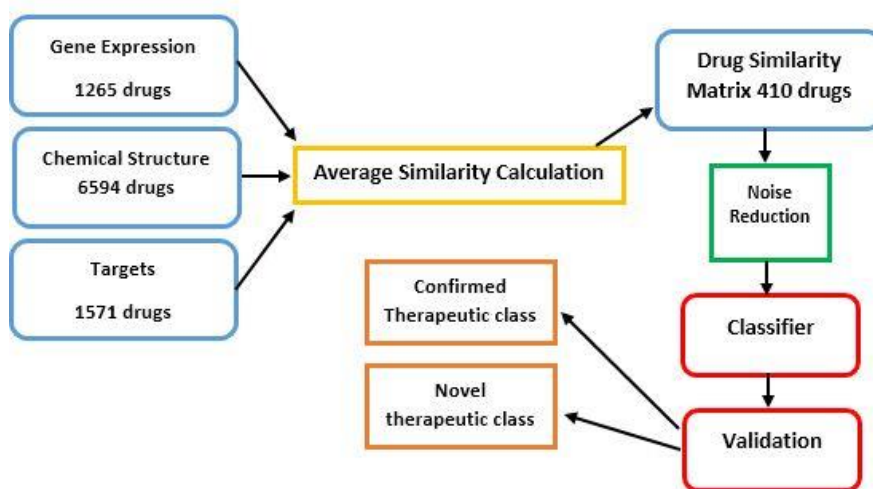 Gene Expression
1265 drugs
Chemical Structure
6594 drugs
Targets
1571 drugs
Average Similarity Calculation
Drug Similarity
Matrix 410 drugs
Noise
Reduction
Classifier
Validation
Confirmed
Therapeutic class
Novel
therapeutic class